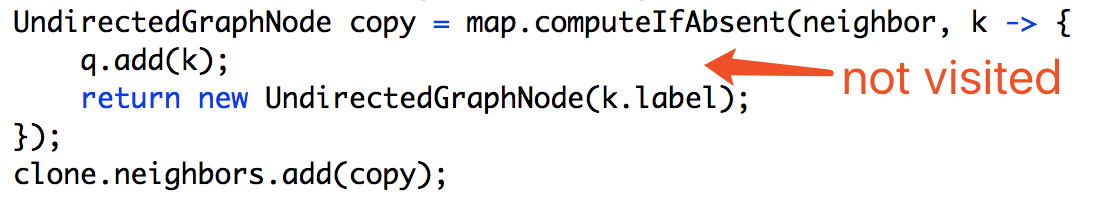 UndirectedGraphNode copy = map.computeIfAbsent(neighbor, k -> {
    q.add(k);
not visited
    return new UndirectedGraphNode(k.label);
});
clone.neighbors.add(copy);